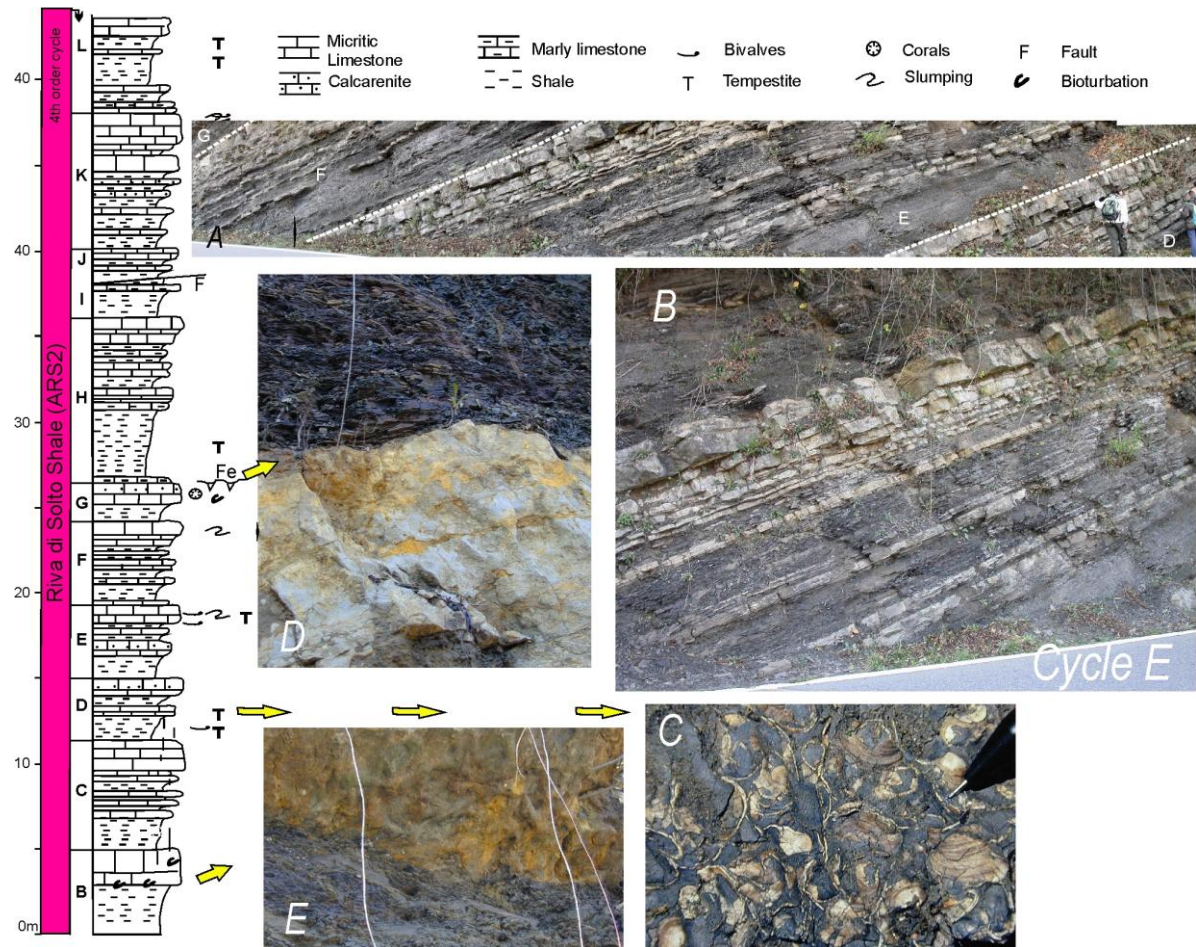 Micritic
Limestone
Calcarenite
Marly limestone
Shale
Bivalves
T Tempestite
Corals
Slumping
F Fault
Bioturbation
4th order cycle
Riva di Solto Shale (ARS2)
40
30
20
10
0m
L
K
J
I
H
G
F
E
D
C
B
T
T
F
T
Fe
T
T
T
G
F
A
E
D
B
Cycle E
D
C
E